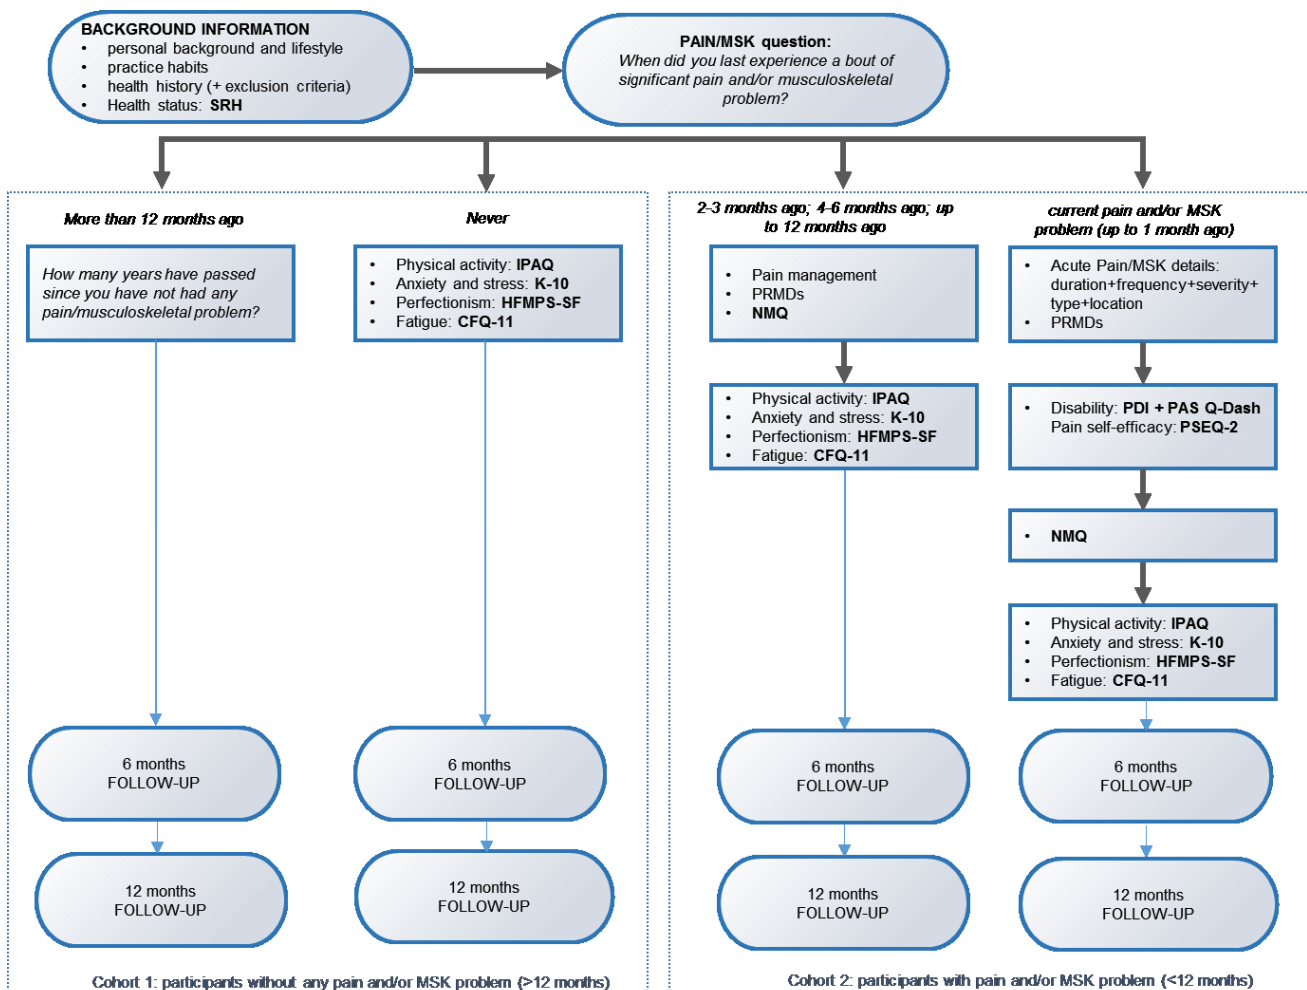 BACKGROUND INFORMATION
• personal background and lifestyle
• practice habits
• health history (+ exclusion criteria)
• Health status: SRH
PAIN/MSK question:
When did you last experience a bout of
significant pain and/or musculoskeletal
problem?
More than 12 months ago
How many years have passed
since you have not had any
pain/musculoskeletal problem?
6 months
FOLLOW-UP
12 months
FOLLOW-UP
Never
• Physical activity: IPAQ
• Anxiety and stress: K-10
• Perfectionism: HFMPS-SF
• Fatigue: CFQ-11
6 months
FOLLOW-UP
12 months
FOLLOW-UP
Cohort 1: participants without any pain and/or MSK problem (>12 months)
2-3 months ago; 4-6 months ago; up
to 12 months ago
• Pain management
• PRMDs
• NMQ
• Physical activity: IPAQ
• Anxiety and stress: K-10
• Perfectionism: HFMPS-SF
• Fatigue: CFQ-11
6 months
FOLLOW-UP
12 months
FOLLOW-UP
current pain and/or MSK
problem (up to 1 month ago)
• Acute Pain/MSK details:
duration+frequency+severity+
type+location
• PRMDs
• Disability: PDI + PAS Q-Dash
Pain self-efficacy: PSEQ-2
• NMQ
• Physical activity: IPAQ
• Anxiety and stress: K-10
• Perfectionism: HFMPS-SF
• Fatigue: CFQ-11
6 months
FOLLOW-UP
12 months
FOLLOW-UP
Cohort 2: participants with pain and/or MSK problem (<12 months)